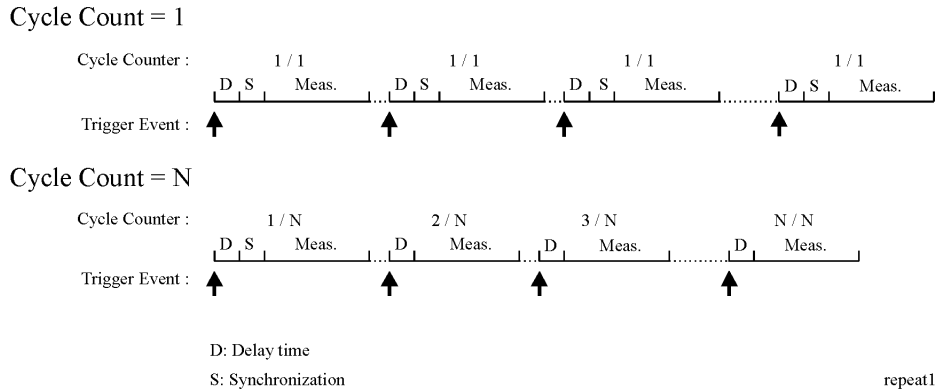 Cycle Count = 1
Cycle Counter : 1 / 1 1 / 1 1 / 1 1 / 1
D S Meas. D S Meas. D S Meas. D S Meas.
Trigger Event :
Cycle Count = N
Cycle Counter : 1 / N 2 / N 3 / N N / N
D S Meas. D Meas. D Meas. D Meas.
Trigger Event :
D: Delay time
S: Synchronization repeat1